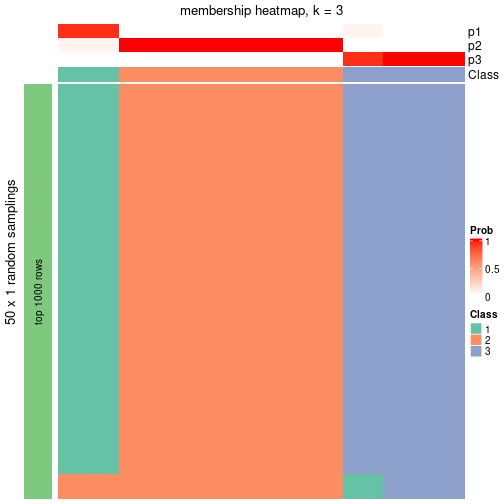 membership heatmap, k = 3
p1
p2
p3
Class
50 x 1 random samplings
top 1000 rows
Prob
1
0.5
0
Class
1
2
3